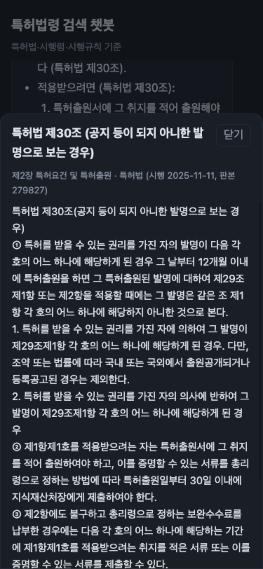 특허법령 검색 챗봇
특허법·시행령·시행규칙 기준
다 (특허법 제30조).
• 적용받으려면 (특허법 제30조):
1. 특허출원서에 그 취지를 적어 출원해야
특허법 제30조 (공지 등이 되지 아니한 발
명으로 보는 경우)
닫기
제2장 특허요건 및 특허출원 · 특허법 (시행 2025-11-11, 판본
279827)
특허법 제30조(공지 등이 되지 아니한 발명으로 보는 경
우)
① 특허를 받을 수 있는 권리를 가진 자의 발명이 다음 각
호의 어느 하나에 해당하게 된 경우 그 날부터 12개월 이내
에 특허출원을 하면 그 특허출원된 발명에 대하여 제29조
제1항 또는 제2항을 적용할 때에는 그 발명은 같은 조 제1
항 각 호의 어느 하나에 해당하지 아니한 것으로 본다.
1. 특허를 받을 수 있는 권리를 가진 자에 의하여 그 발명이
제29조제1항 각 호의 어느 하나에 해당하게 된 경우. 다만,
조약 또는 법률에 따라 국내 또는 국외에서 출원공개되거나
등록공고된 경우는 제외한다.
2. 특허를 받을 수 있는 권리를 가진 자의 의사에 반하여 그
발명이 제29조제1항 각 호의 어느 하나에 해당하게 된 경
우
② 제1항제1호를 적용받으려는 자는 특허출원서에 그 취지
를 적어 출원하여야 하고, 이를 증명할 수 있는 서류를 총리
령으로 정하는 방법에 따라 특허출원일부터 30일 이내에
지식재산처장에게 제출하여야 한다.
③ 제2항에도 불구하고 총리령으로 정하는 보완수수료를
납부한 경우에는 다음 각 호의 어느 하나에 해당하는 기간
에 제1항제1호를 적용받으려는 취지를 적은 서류 또는 이를
증명할 수 있는 서류를 제출할 수 있다.